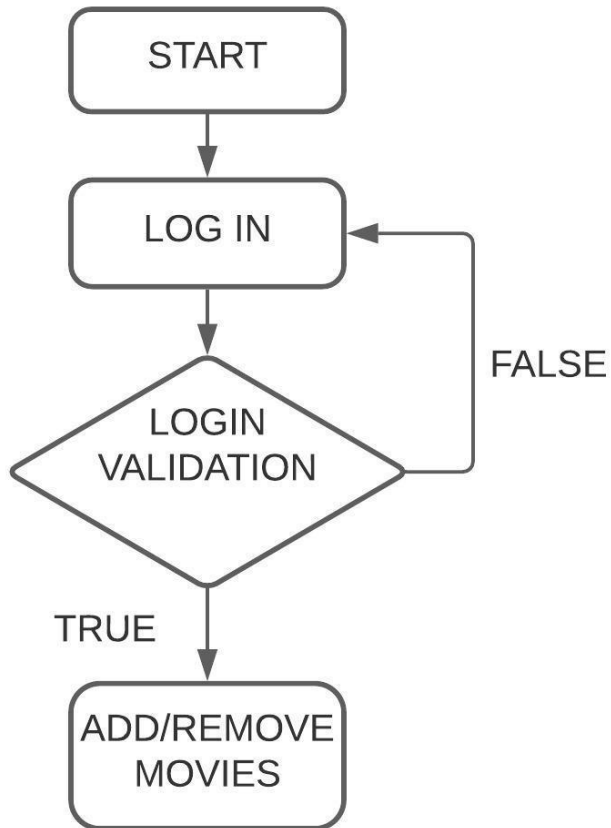 START
LOG IN
LOGIN
VALIDATION
FALSE
TRUE
ADD/REMOVE
MOVIES